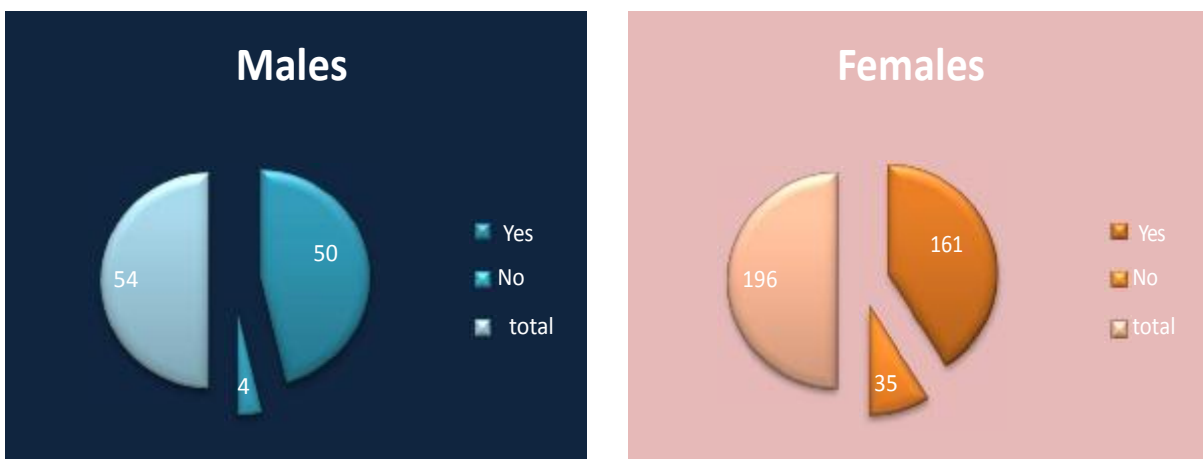 Males
54
50
4
Yes
No
total
Females
196
161
35
Yes
No
total